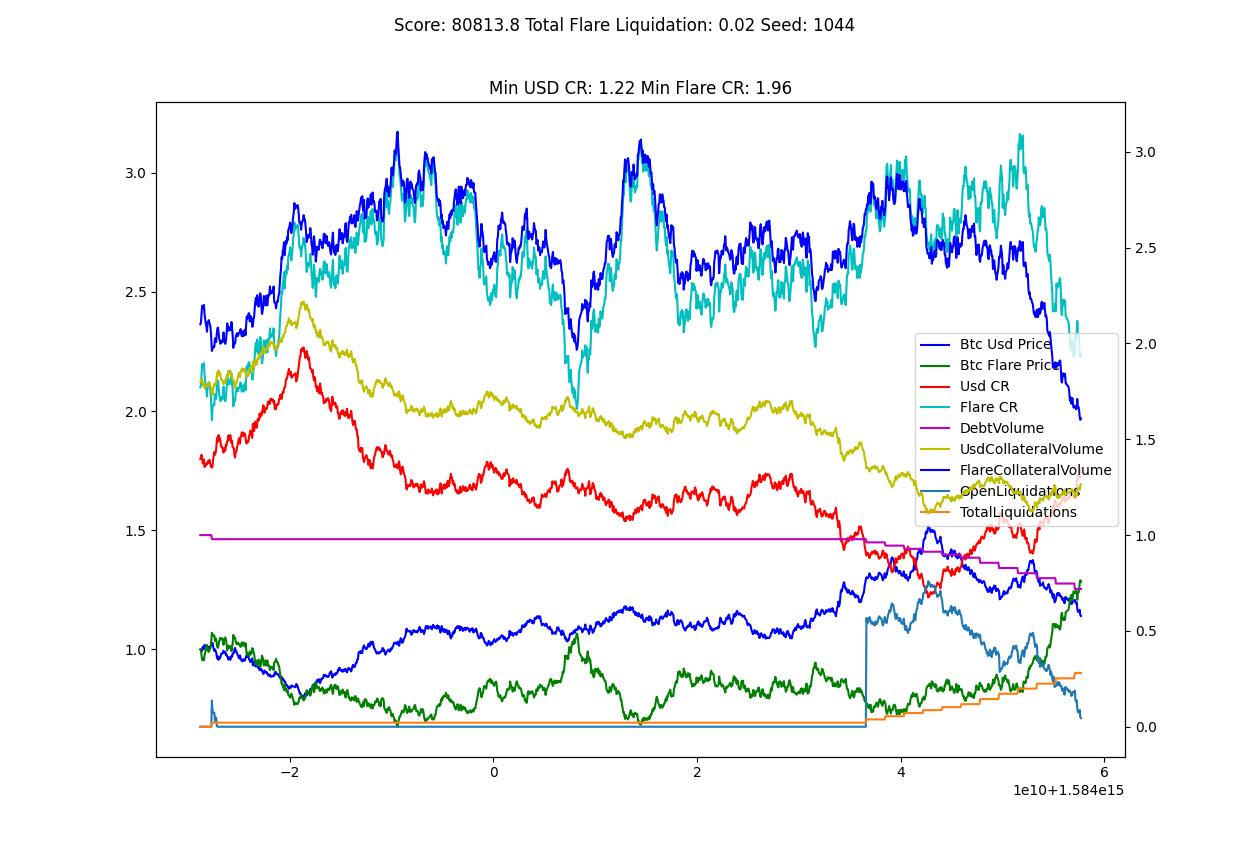 Score: 80813.8 Total Flare Liquidation: 0.02 Seed: 1044
Min USD CR: 1.22 Min Flare CR: 1.96
3.0
2.5
2.0
1.5
1.0
3.0
2.5
2.0
1.5
1.0
0.5
0.0
Btc Usd Price
Btc Flare Price
Usd CR
Flare CR
DebtVolume
UsdCollateralVolume
FlareCollateralVolume
OpenLiquidations
TotalLiquidations
−2 0 2 4 6
1e10+1.584e15